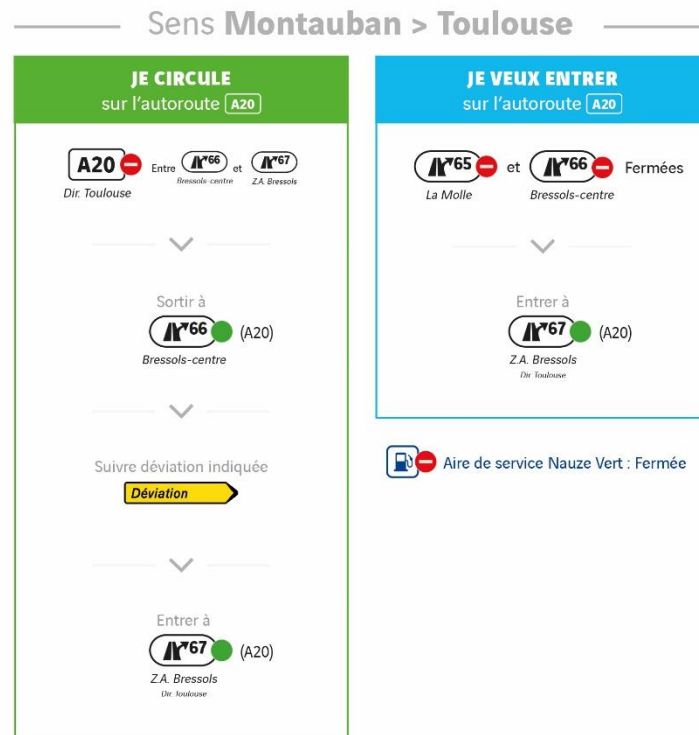 Sens Montauban > Toulouse
JE CIRCULE
sur l'autoroute A20
A20 Entre 66 et 67
Dir. Toulouse Bressols-centre Z.A. Bressols
Sortir à
66 (A20)
Bressols-centre
Suivre déviation indiquée
Déviation
Entrer à
67 (A20)
Z.A. Bressols
Dir. Toulouse
JE VEUX ENTRER
sur l'autoroute A20
65 et 66 Fermées
La Molle Bressols-centre
Entrer à
67 (A20)
Z.A. Bressols
Dir. Toulouse
Aire de service Nauze Vert : Fermée